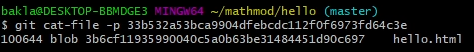 bakla@DESKTOP-BBMDGE3 MINGW64 ~/mathmod/hello (master)
$ git cat-file -p 33b532a53bca9904dfebcdc112f0f6973fd64c3e
100644 blob 3b6cf11935990040c5a0b63be31484451d90c697    hello.html